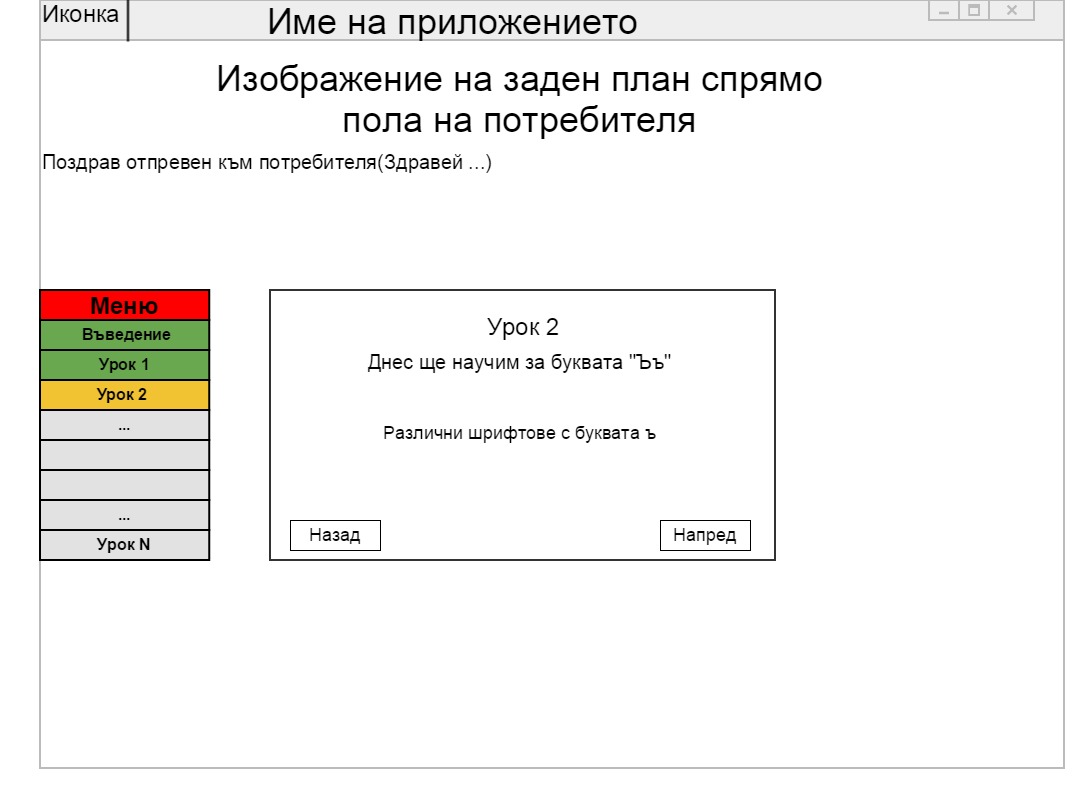 Иконка
Име на приложението
Изображение на заден план спрямо
пола на потребителя
Поздрав отпревен към потребителя(Здравей ...)
Меню
Въведение
Урок 1
Урок 2
...
...
Урок N
Урок 2
Днес ще научим за буквата "Ъъ"
Различни шрифтове с буквата ъ
Назад
Напред